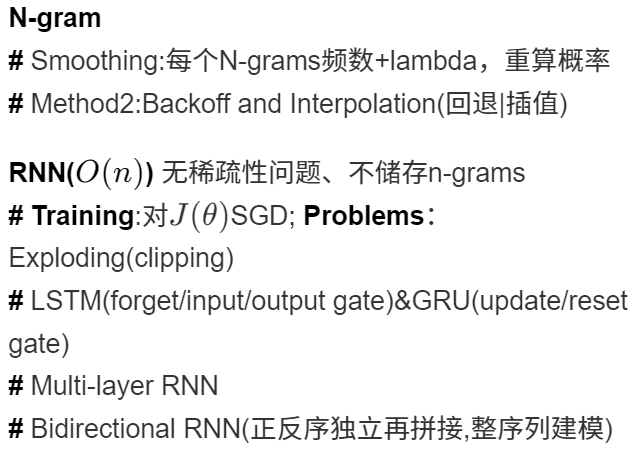 N-gram
# Smoothing:每个N-grams频数+lambda，重算概率
# Method2:Backoff and Interpolation(回退|插值)
RNN(O(n)) 无稀疏性问题、不储存n-grams
# Training:对J(θ)SGD; Problems：
Exploding(clipping)
# LSTM(forget/input/output gate)&GRU(update/reset
gate)
# Multi-layer RNN
# Bidirectional RNN(正反序独立再拼接,整序列建模)